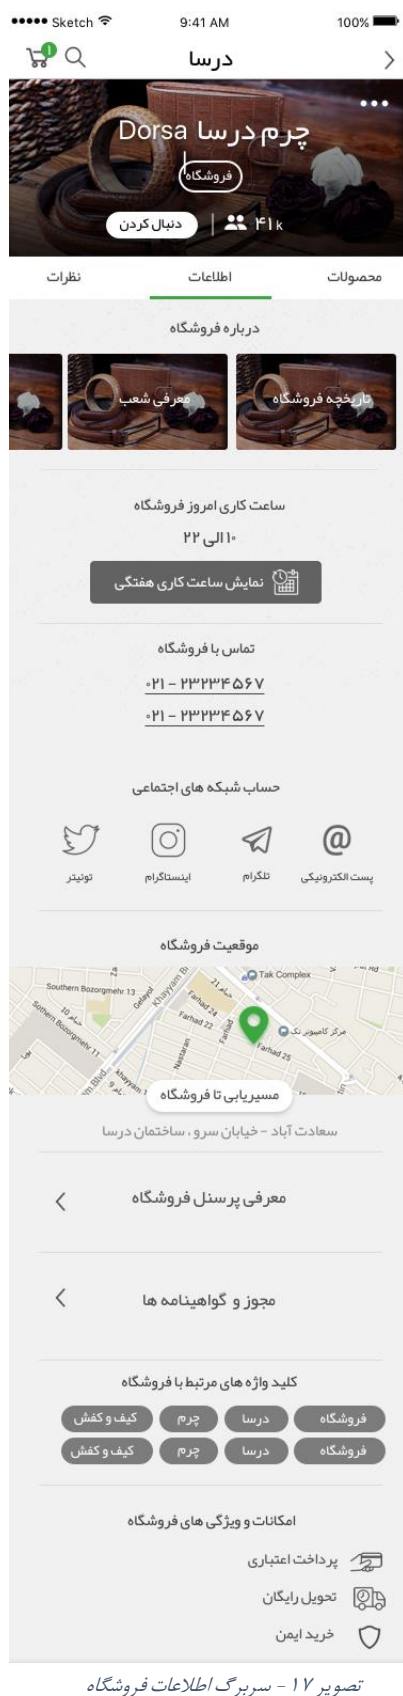 ●●●●● Sketch 9:41 AM 100%
درسا
1
چرم درسا Dorsa
فروشگاه
۴۱k | دنبال کردن
محصولات اطلاعات نظرات
درباره فروشگاه
تاریخچه فروشگاه معرفی شعب
ساعت کاری امروز فروشگاه
۱۰ الی ۲۲
نمایش ساعت کاری هفتگی
تماس با فروشگاه
۰۲۱ - ۲۳۲۳۴۵۶۷
۰۲۱ - ۲۳۲۳۴۵۶۷
حساب شبکه های اجتماعی
پست الکترونیکی تلگرام اینستاگرام توئیتر
موقعیت فروشگاه
Tak Complex
Southern Bozorgmehr 13
Gelayol
Khayyam
Farhad 24
Farhad 22
Farhad
مرکز کامپیوتر تک
Farhad 25
Nastaran
Southern Bozorgmehr 11
مسیریابی تا فروشگاه
سعادت آباد - خیابان سرو ، ساختمان درسا
معرفی پرسنل فروشگاه
مجوز و گواهینامه ها
کلید واژه های مرتبط با فروشگاه
فروشگاه درسا چرم کیف و کفش
فروشگاه درسا چرم کیف و کفش
امکانات و ویژگی های فروشگاه
پرداخت اعتباری
تحویل رایگان
خرید ایمن
تصویر ۱۷ - سربرگ اطلاعات فروشگاه